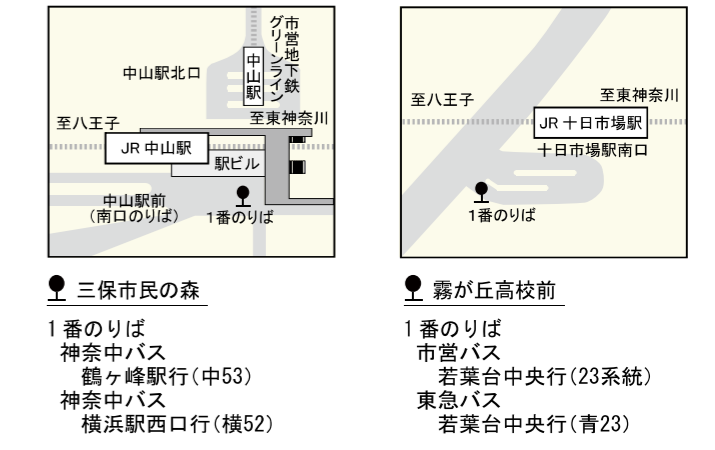 市営地下鉄
グリーンライン
中山駅
中山駅北口
至八王子
至東神奈川
JR 中山駅
駅ビル
中山駅前
（南口のりば）
1番のりば
三保市民の森
1番のりば
神奈中バス
鶴ヶ峰駅行(中53)
神奈中バス
横浜駅西口行(横52)
至八王子
至東神奈川
JR 十日市場駅
十日市場駅南口
1番のりば
霧が丘高校前
1番のりば
市営バス
若葉台中央行(23系統)
東急バス
若葉台中央行(青23)